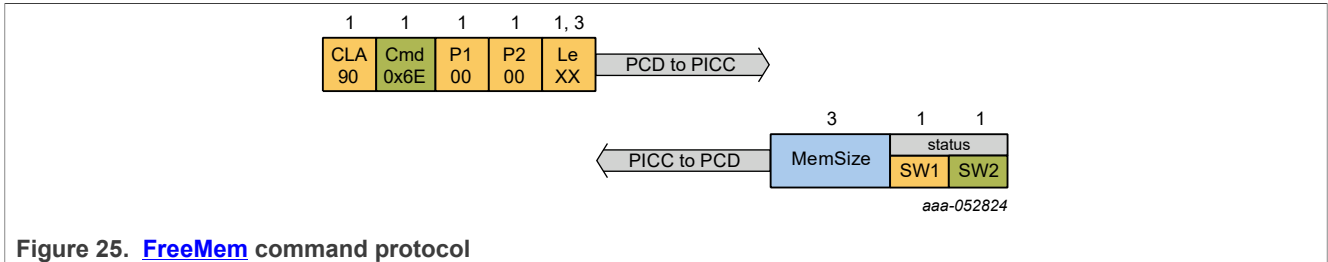 1 1 1 1 1, 3
CLA Cmd P1 P2 Le
90 0x6E 00 00 XX
PCD to PICC
3 1 1
status
PICC to PCD MemSize SW1 SW2
aaa-052824
Figure 25. FreeMem command protocol